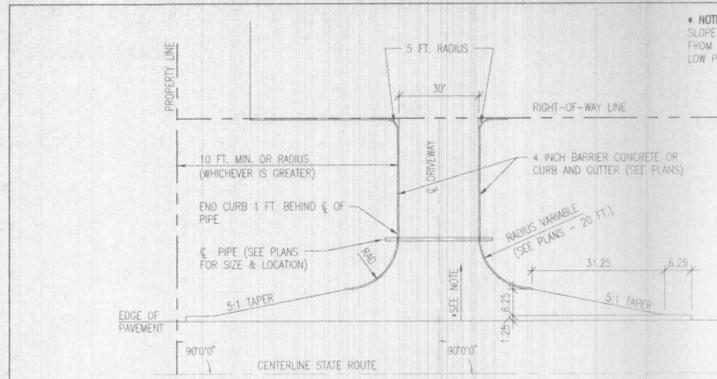 * NOTE
SLOPE
FROM
LOW P
5 FT. RADIUS
PROPERTY LINE
30'
RIGHT-OF-WAY LINE
10 FT. MIN. OR RADIUS
(WHICHEVER IS GREATER)
℄ DRIVEWAY
4 INCH BARRIER CONCRETE OR
CURB AND GUTTER (SEE PLANS)
END CURB 1 FT. BEHIND ℄ OF
PIPE
RADIUS VARIABLE
(SEE PLANS - 20 FT.)
℄ PIPE (SEE PLANS
FOR SIZE & LOCATION)
RAD.
*SEE NOTE
31.25
6.25
5:1 TAPER
6.25
5:1 TAPER
EDGE OF
PAVEMENT
1.25
90°0'0"
90°0'0"
CENTERLINE STATE ROUTE